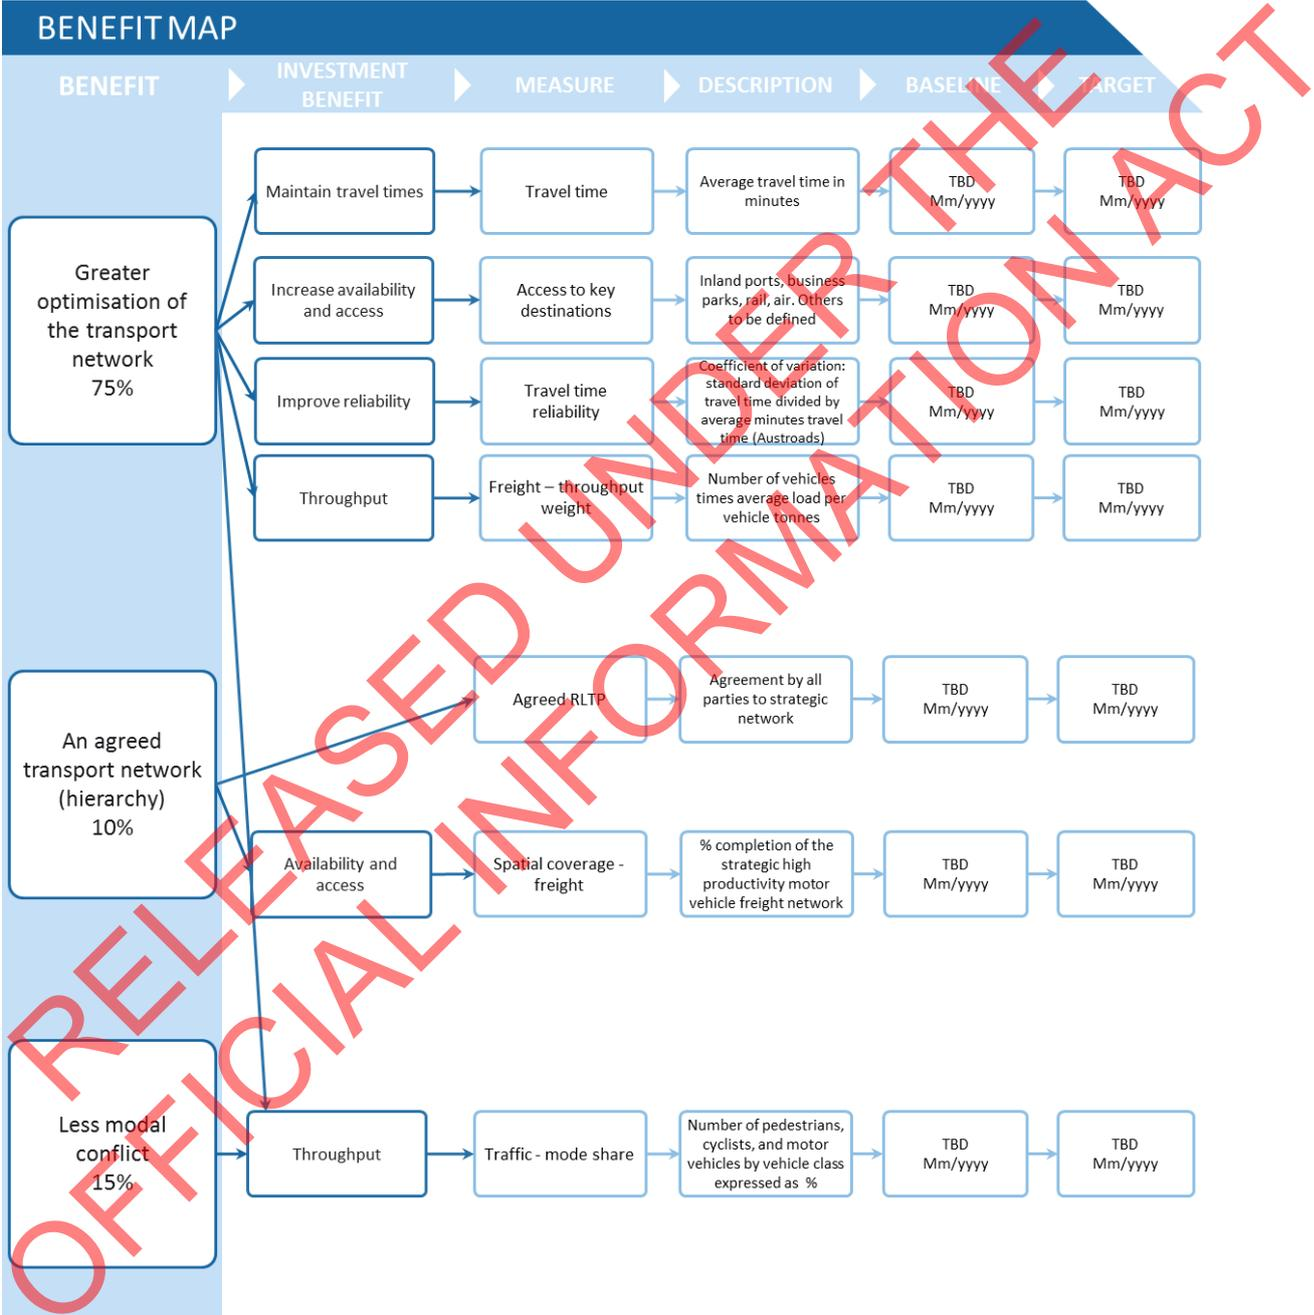 BENEFIT MAP
BENEFIT
INVESTMENT
BENEFIT
MEASURE
DESCRIPTION
BASELINE
TARGET
Greater
optimisation of
the transport
network
75%
Maintain travel times
Travel time
Average travel time in
minutes
TBD
Mm/yyyy
TBD
Mm/yyyy
Increase availability
and access
Access to key
destinations
Inland ports, business
parks, rail, air. Others
to be defined
TBD
Mm/yyyy
TBD
Mm/yyyy
Improve reliability
Travel time
reliability
Coefficient of variation:
standard deviation of
travel time divided by
average minutes travel
time (Austroads)
TBD
Mm/yyyy
TBD
Mm/yyyy
Throughput
Freight – throughput
weight
Number of vehicles
times average load per
vehicle tonnes
TBD
Mm/yyyy
TBD
Mm/yyyy
An agreed
transport network
(hierarchy)
10%
Agreed RLTP
Agreement by all
parties to strategic
network
TBD
Mm/yyyy
TBD
Mm/yyyy
Availability and
access
Spatial coverage -
freight
% completion of the
strategic high
productivity motor
vehicle freight network
TBD
Mm/yyyy
TBD
Mm/yyyy
Less modal
conflict
15%
Throughput
Traffic - mode share
Number of pedestrians,
cyclists, and motor
vehicles by vehicle class
expressed as %
TBD
Mm/yyyy
TBD
Mm/yyyy
RELEASED UNDER THE
OFFICIAL INFORMATION ACT